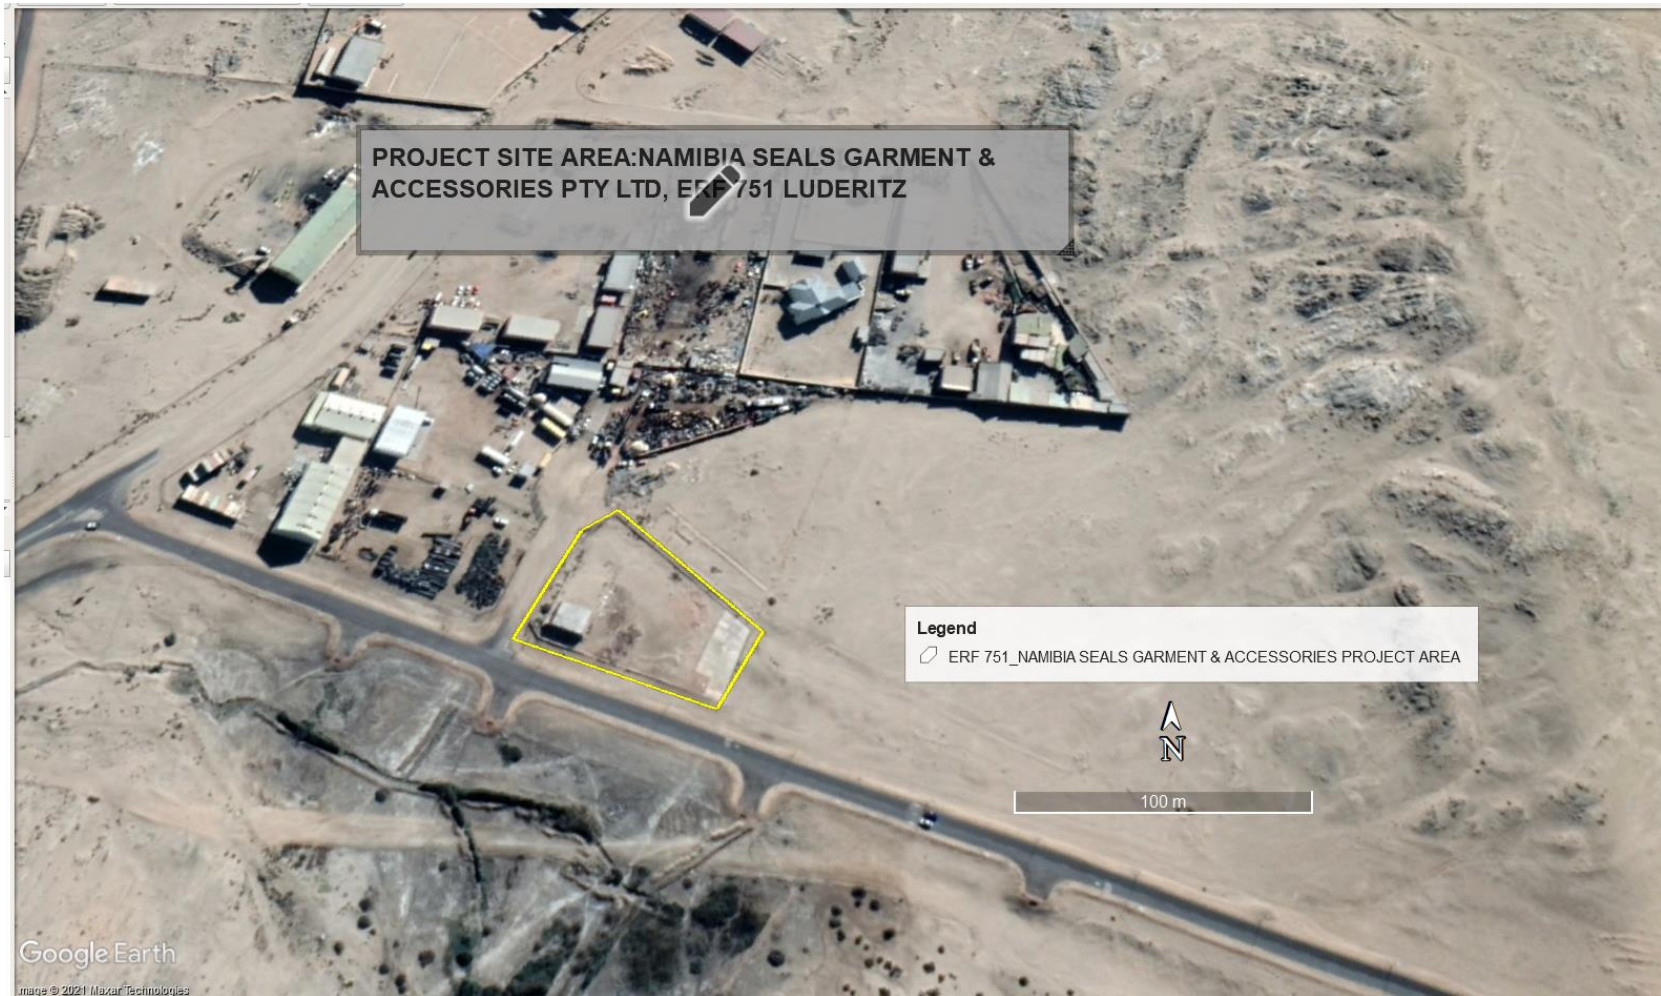 PROJECT SITE AREA:NAMIBIA SEALS GARMENT &
ACCESSORIES PTY LTD, ERF 751 LUDERITZ
Legend
ERF 751_NAMIBIA SEALS GARMENT & ACCESSORIES PROJECT AREA
N
100 m
Google Earth
Image © 2021 Maxar Technologies